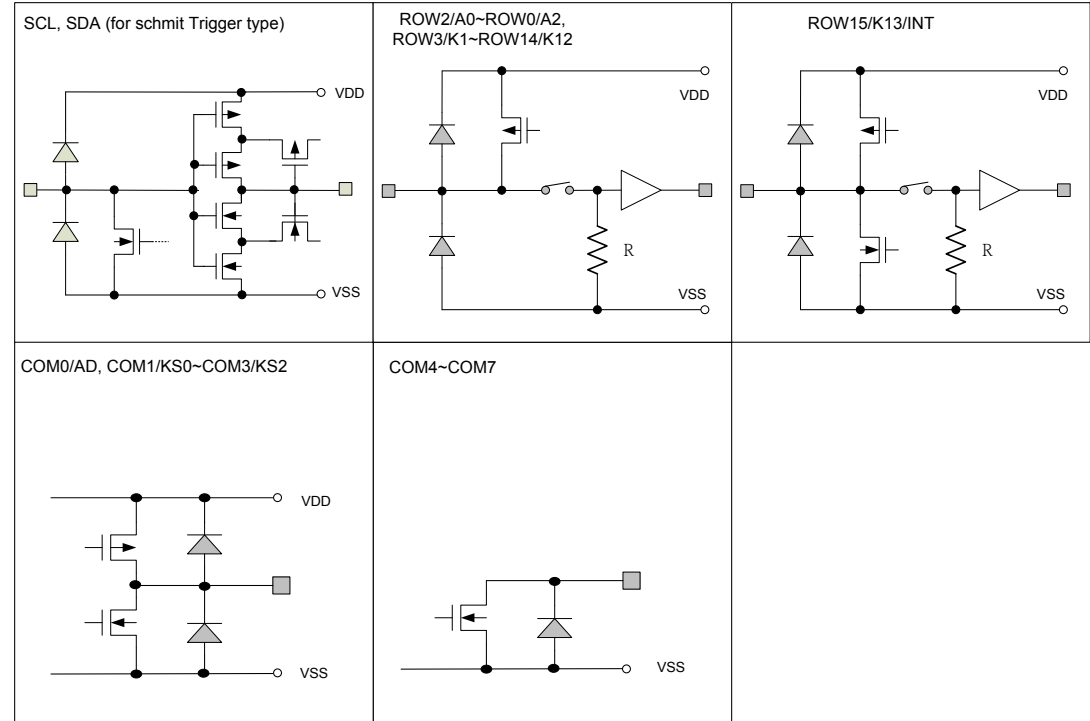 SCL, SDA (for schmit Trigger type)
VDD
VSS
ROW2/A0~ROW0/A2,
ROW3/K1~ROW14/K12
VDD
R
VSS
ROW15/K13/INT
VDD
R
VSS
COM0/AD, COM1/KS0~COM3/KS2
VDD
VSS
COM4~COM7
VSS